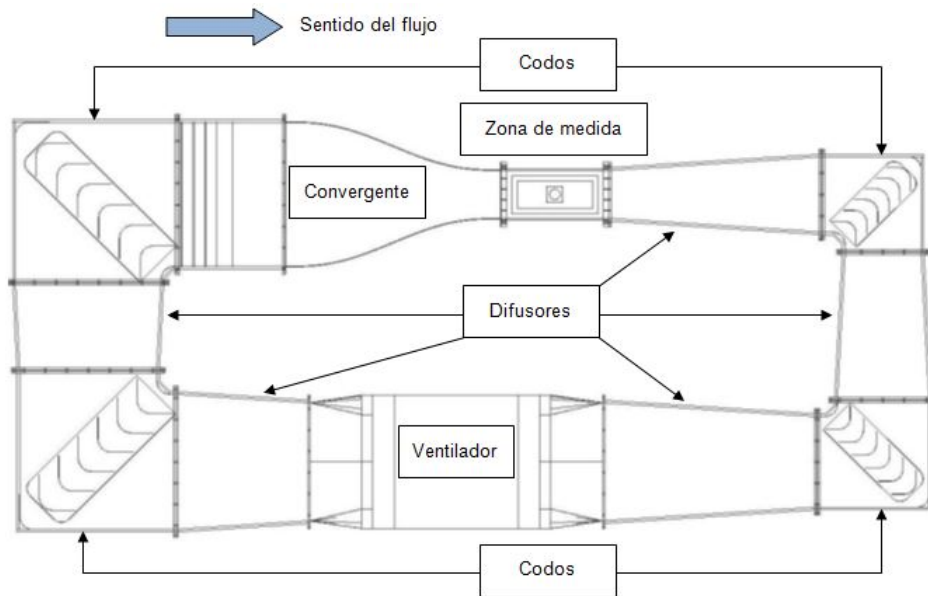 Sentido del flujo
Codos
Zona de medida
Convergente
Difusores
Ventilador
Codos